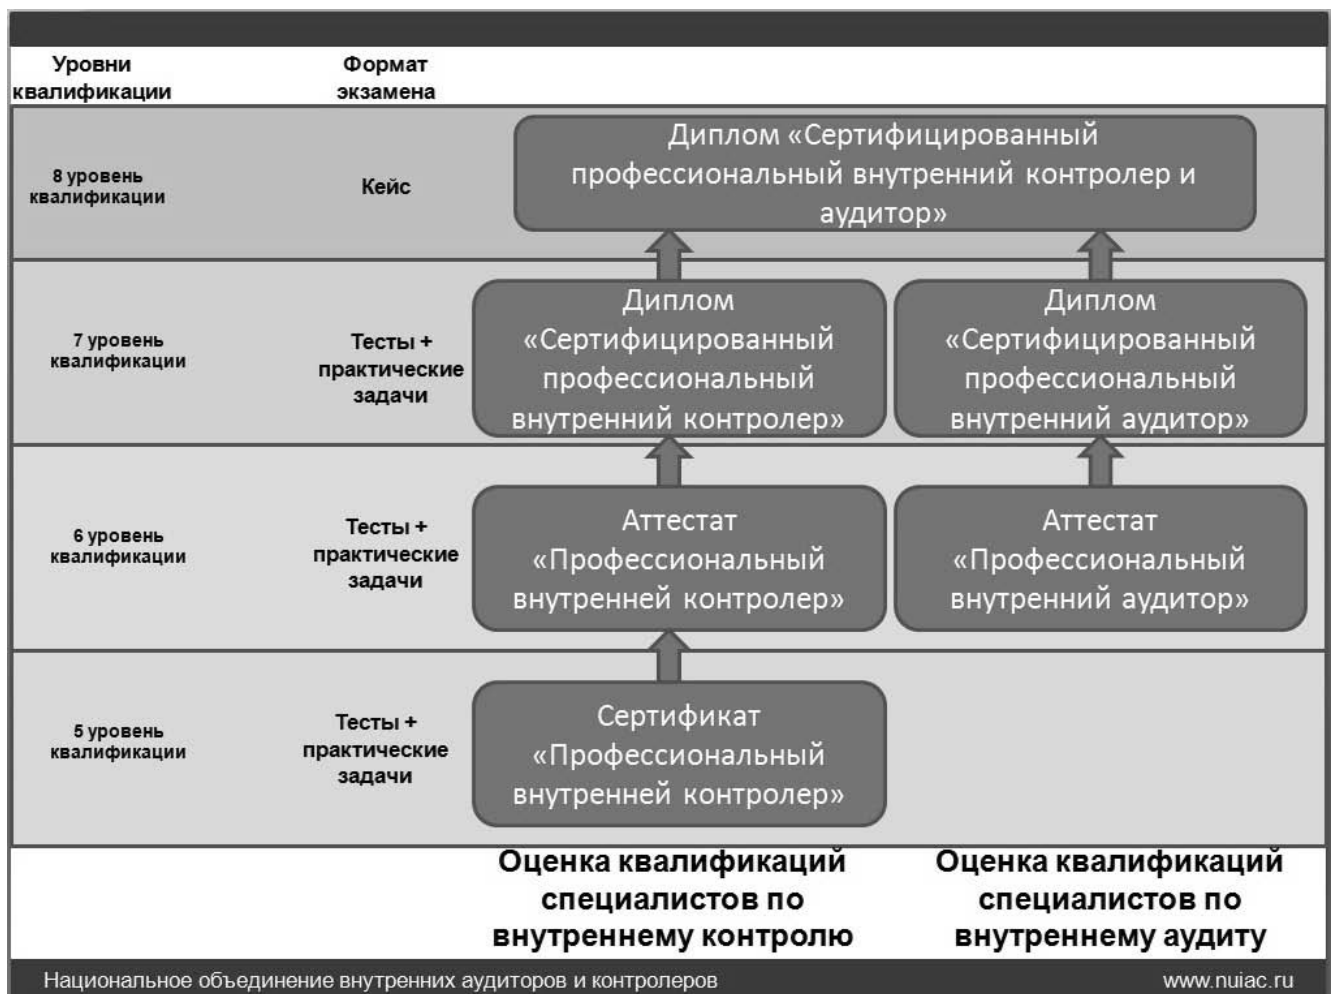 Уровни
квалификации
Формат
экзамена
8 уровень
квалификации
Кейс
Диплом «Сертифицированный
профессиональный внутренний контролер и
аудитор»
7 уровень
квалификации
Тесты +
практические
задачи
Диплом
«Сертифицированный
профессиональный
внутренний контролер»
Диплом
«Сертифицированный
профессиональный
внутренний аудитор»
6 уровень
квалификации
Тесты +
практические
задачи
Аттестат
«Профессиональный
внутренней контролер»
Аттестат
«Профессиональный
внутренний аудитор»
5 уровень
квалификации
Тесты +
практические
задачи
Сертификат
«Профессиональный
внутренней контролер»
Оценка квалификаций
специалистов по
внутреннему контролю
Оценка квалификаций
специалистов по
внутреннему аудиту
Национальное объединение внутренних аудиторов и контролеров
www.nuiac.ru